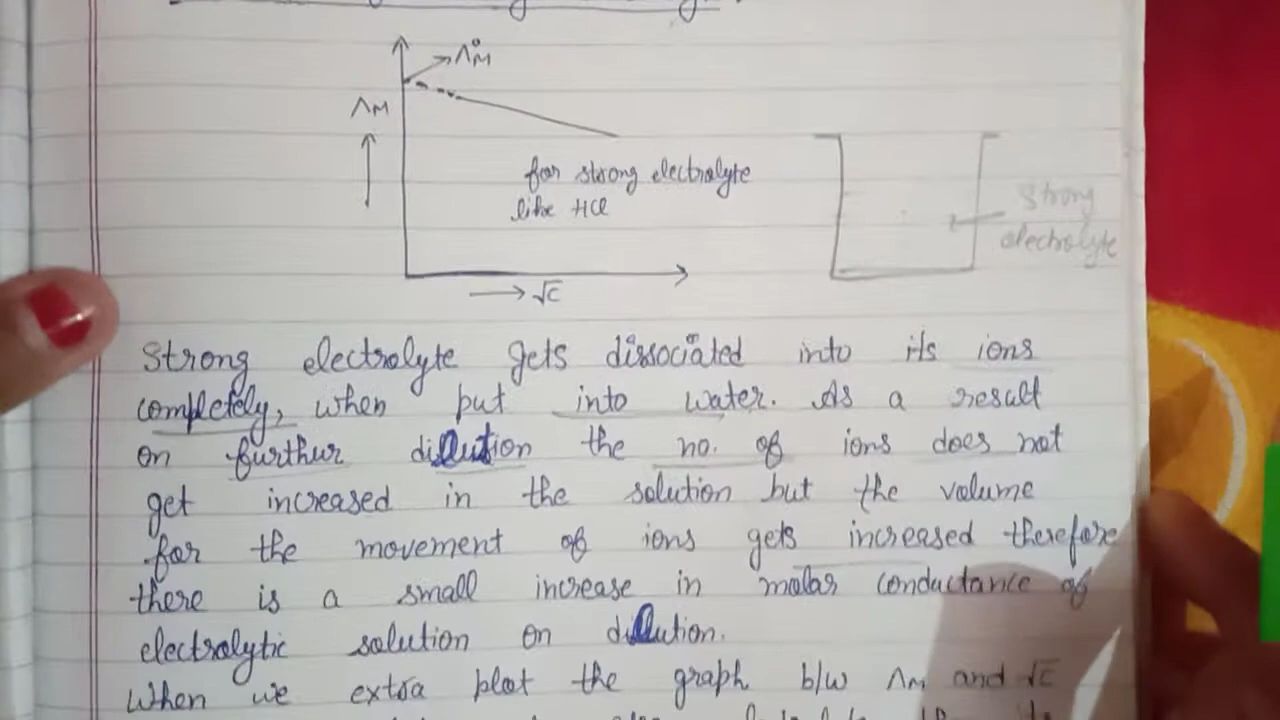 Λ°M
ΛM
for strong electrolyte
like HCl
Strong
electrolyte
→ √C
Strong electrolyte gets dissociated into its ions
completely, when put into water. As a result
on furthur dillution the no. of ions does not
get increased in the solution but the volume
for the movement of ions gets increased therefore
there is a small increase in molar conductance of
electrolytic solution on dillution.
When we extra plot the graph b/w ΛM and √C